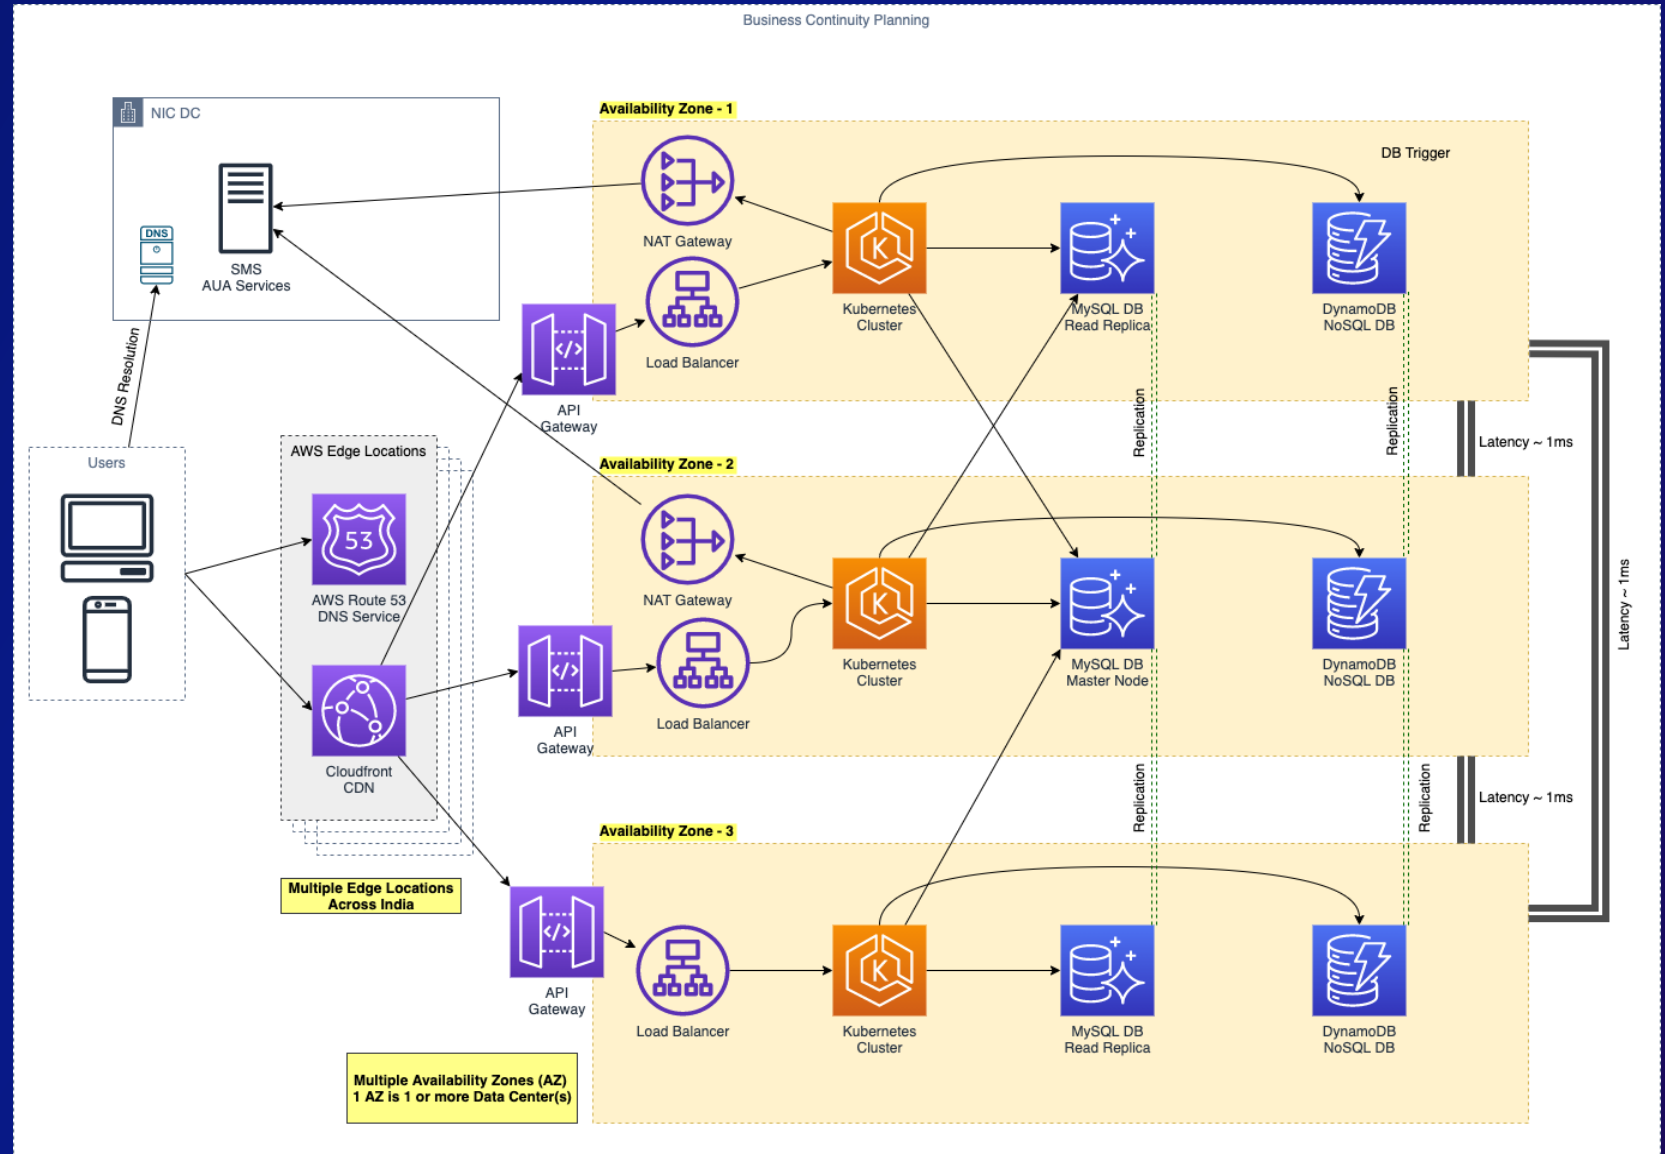 Business Continuity Planning
NIC DC
DNS
SMS
AUA Services
DNS Resolution
Users
AWS Edge Locations
53
AWS Route 53
DNS Service
Cloudfront
CDN
Multiple Edge Locations
Across India
Multiple Availability Zones (AZ)
1 AZ is 1 or more Data Center(s)
Availability Zone - 1
NAT Gateway
Load Balancer
</>
API
Gateway
K
Kubernetes
Cluster
MySQL DB
Read Replica
DB Trigger
DynamoDB
NoSQL DB
Replication
Replication
Latency ~ 1ms
Availability Zone - 2
NAT Gateway
Load Balancer
</>
API
Gateway
K
Kubernetes
Cluster
MySQL DB
Master Node
DynamoDB
NoSQL DB
Replication
Replication
Latency ~ 1ms
Latency ~ 1ms
Availability Zone - 3
</>
API
Gateway
Load Balancer
K
Kubernetes
Cluster
MySQL DB
Read Replica
DynamoDB
NoSQL DB